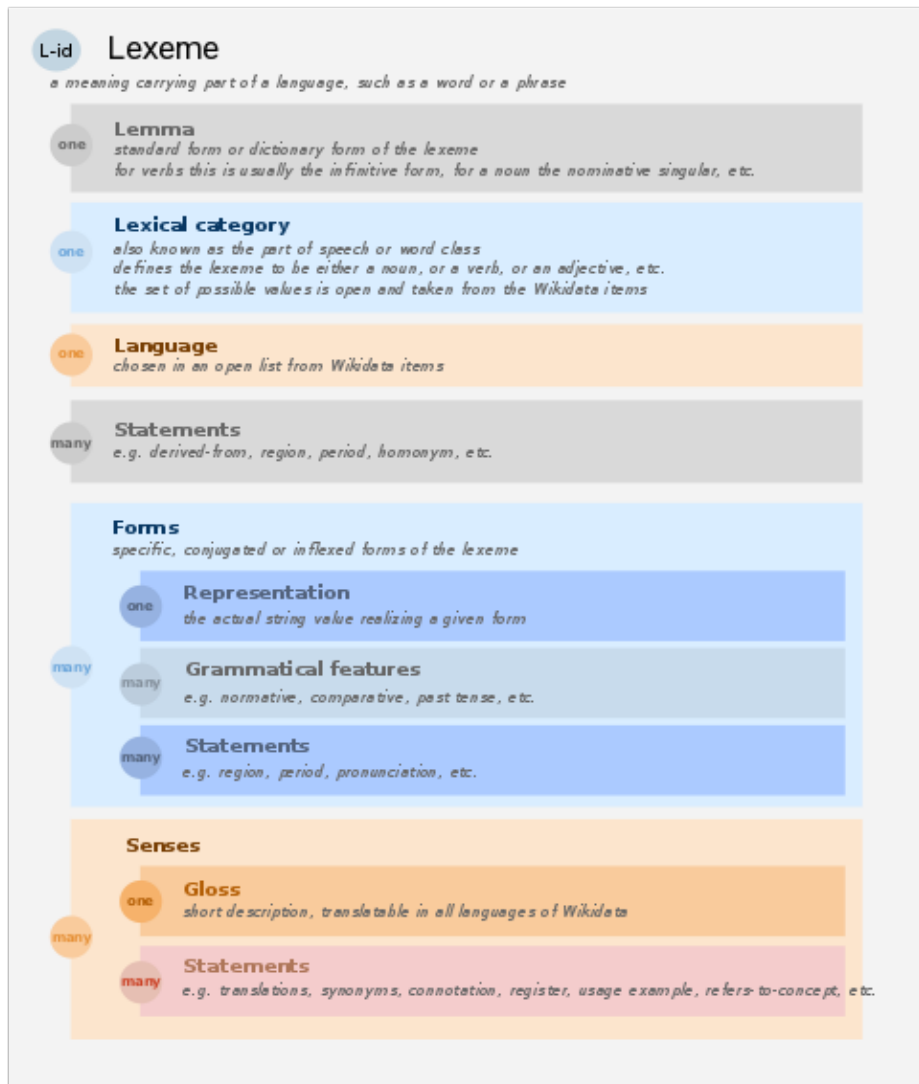 L-id Lexeme
a meaning carrying part of a language, such as a word or a phrase
Lemma
one
standard form or dictionary form of the lexeme
for verbs this is usually the infinitive form, for a noun the nominative singular, etc.
Lexical category
one
also known as the part of speech or word class
defines the lexeme to be either a noun, or a verb, or an adjective, etc.
the set of possible values is open and taken from the Wikidata items
Language
one
chosen in an open list from Wikidata items
Statements
many
e.g. derived-from, region, period, homonym, etc.
Forms
specific, conjugated or inflexed forms of the lexeme
many
Representation
one
the actual string value realizing a given form
Grammatical features
many
e.g. normative, comparative, past tense, etc.
Statements
many
e.g. region, period, pronunciation, etc.
Senses
many
Gloss
one
short description, translatable in all languages of Wikidata
Statements
many
e.g. translations, synonyms, connotation, register, usage example, refers-to-concept, etc.